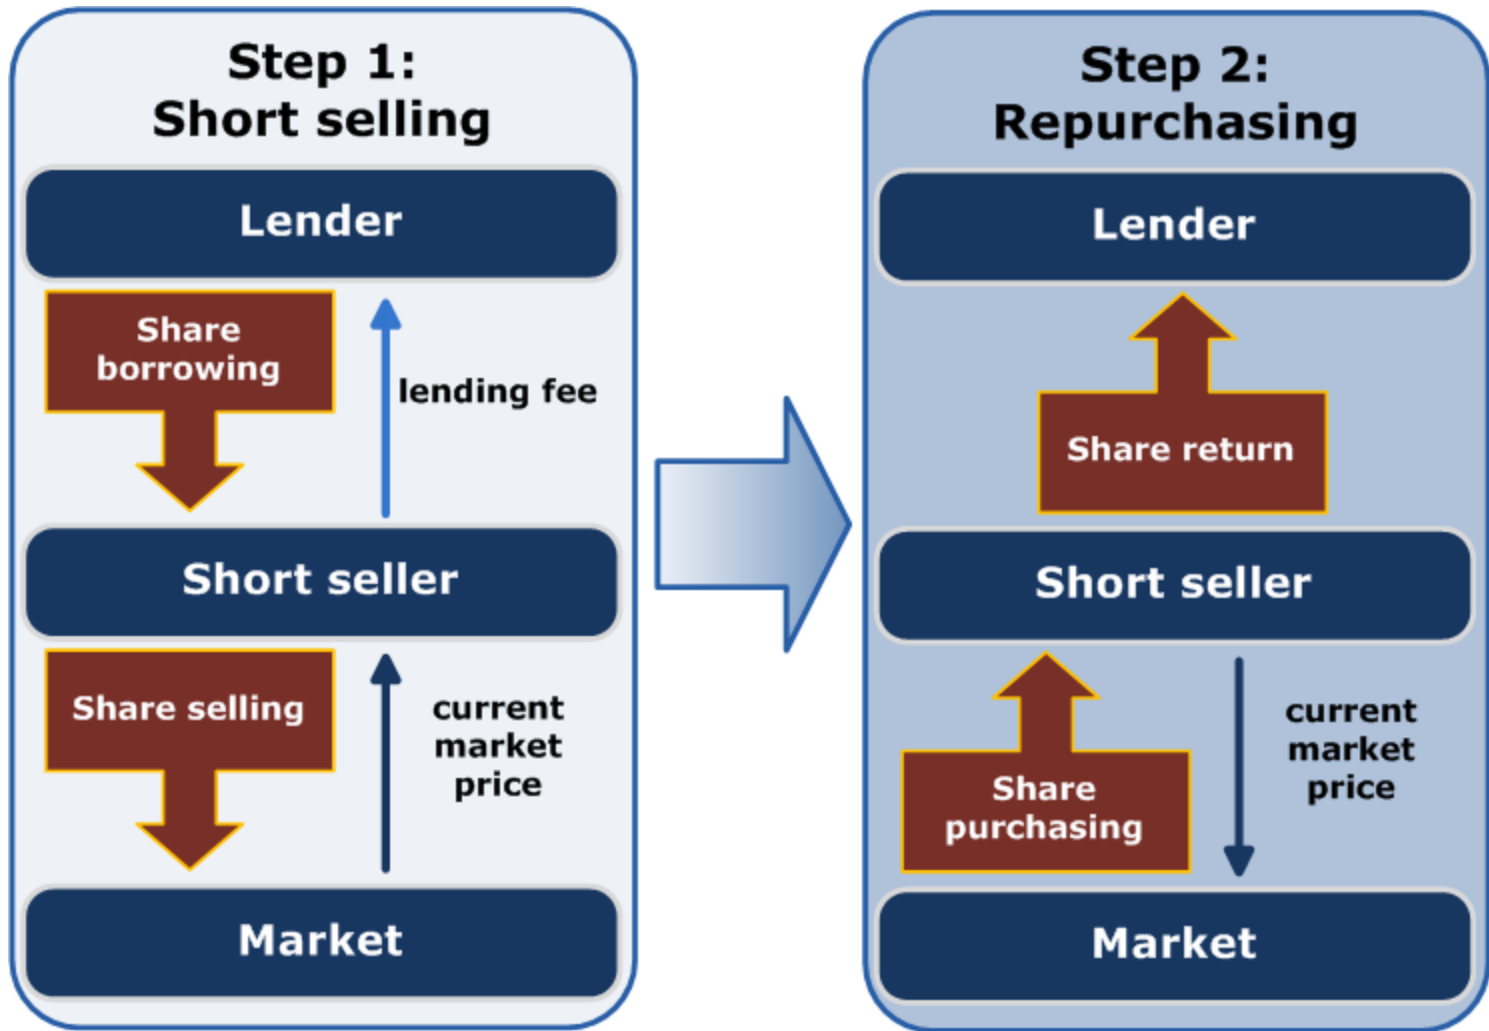 Step 1:
Short selling
Lender
Share
borrowing
lending fee
Short seller
Share selling
current
market
price
Market
Step 2:
Repurchasing
Lender
Share return
Short seller
Share
purchasing
current
market
price
Market